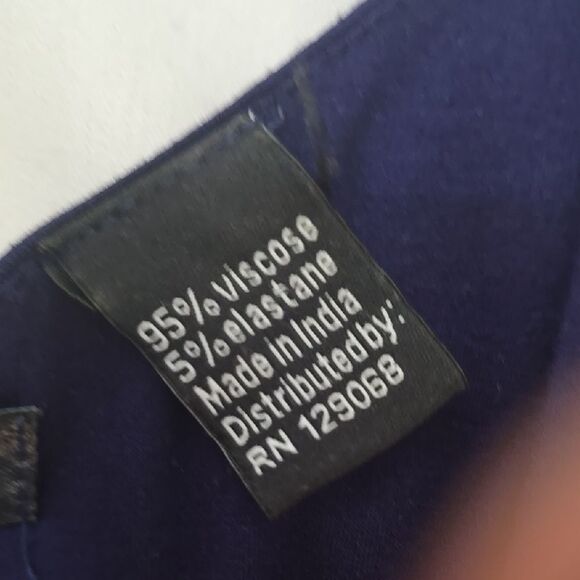 95% viscose
5% elastane
Made in India
Distributed by:
RN 129068